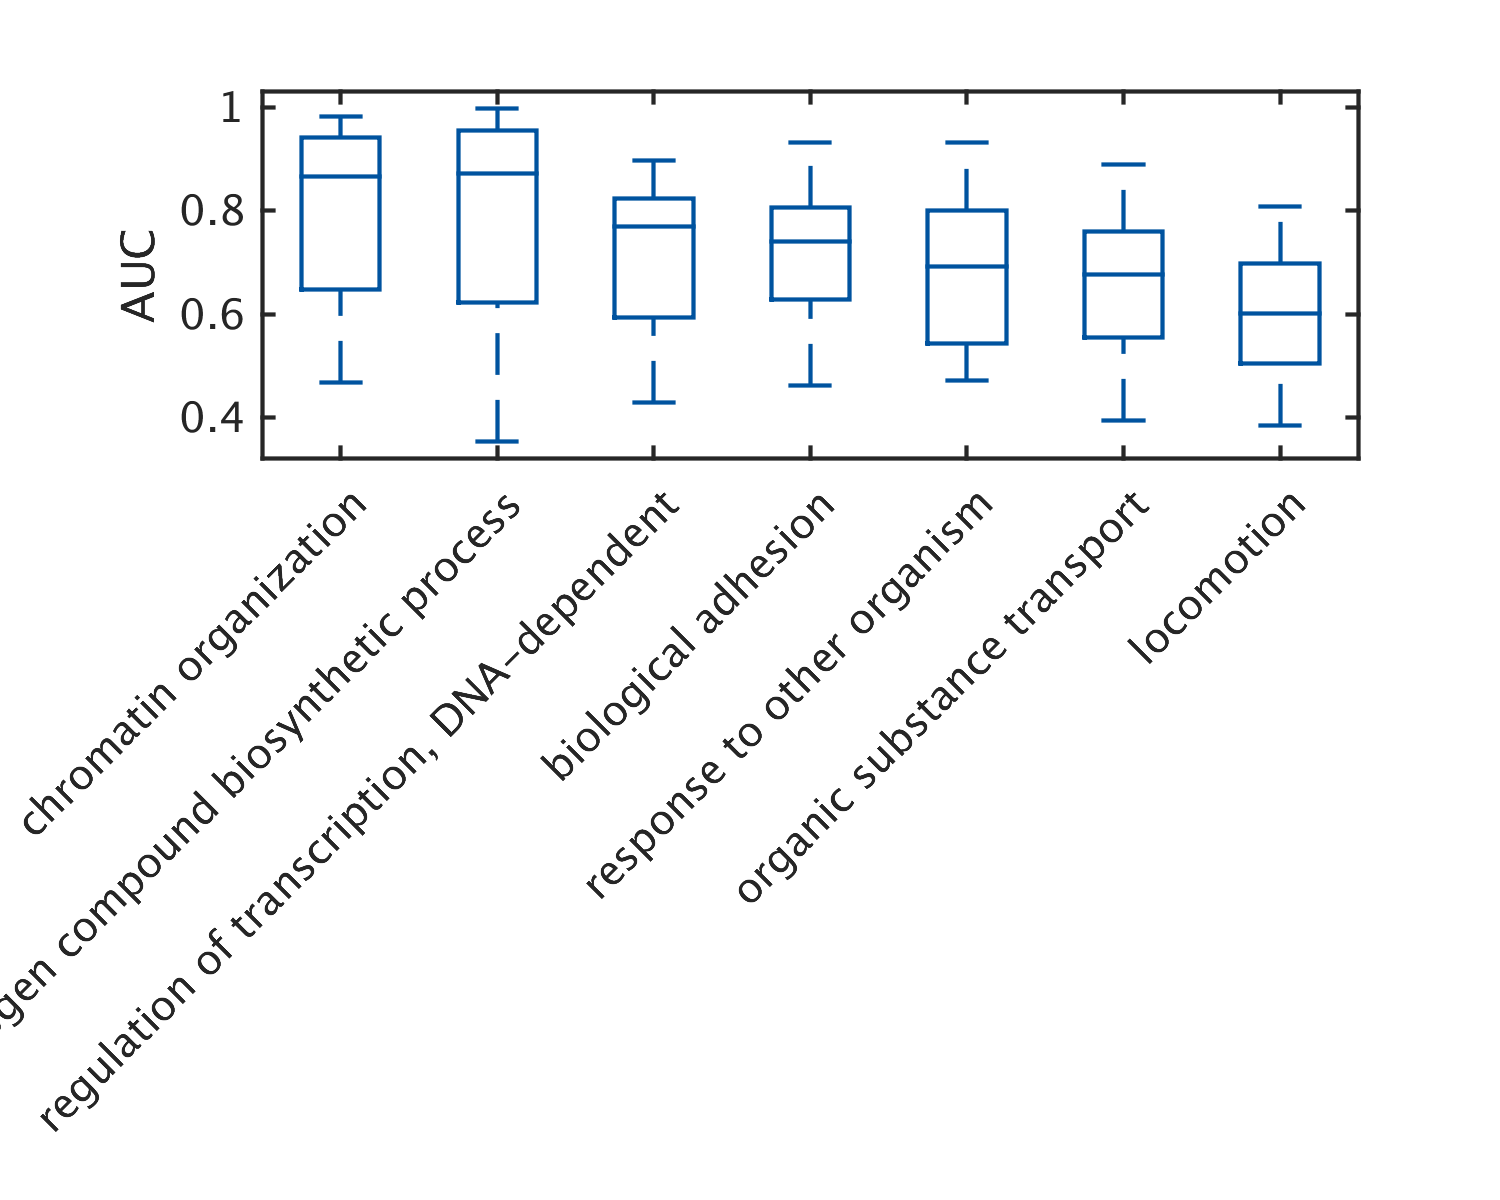 1
0.8
0.6
0.4
AUC
chromatin organization
gen compound biosynthetic process
regulation of transcription, DNA–dependent
biological adhesion
response to other organism
organic substance transport
locomotion